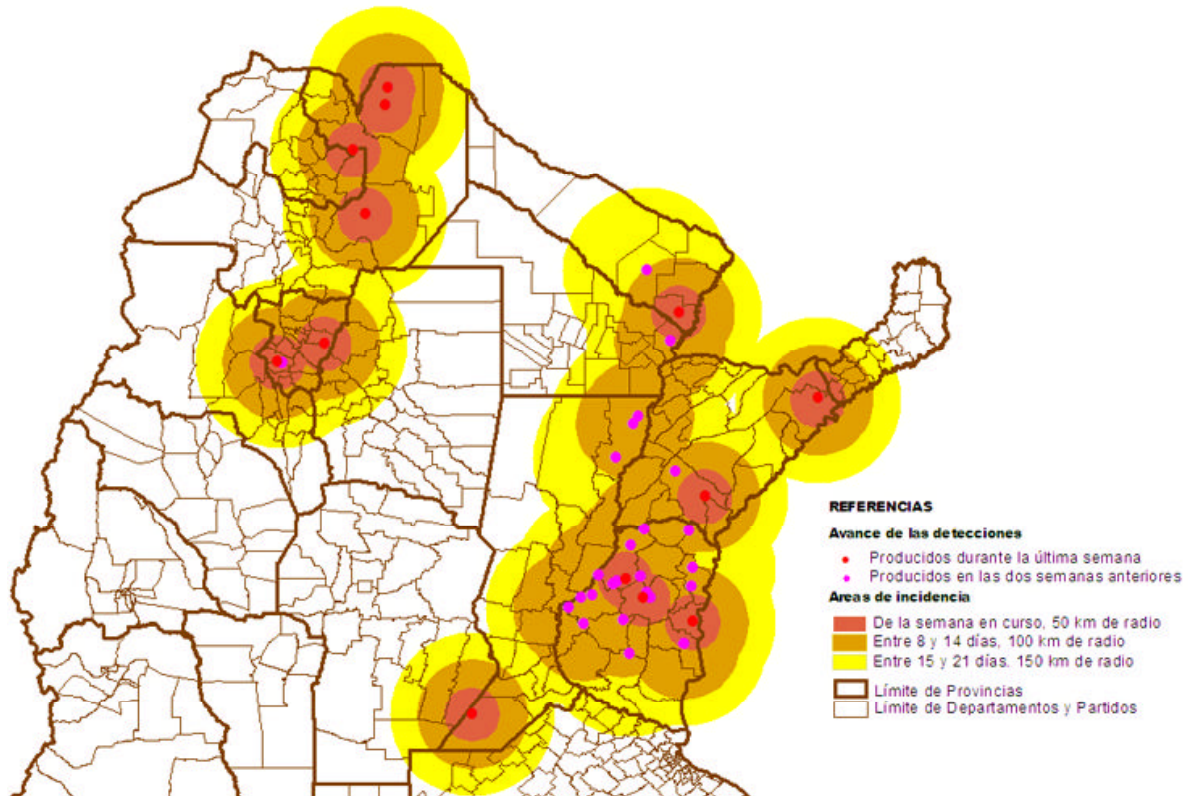 REFERENCIAS
Avance de las detecciones
Producidos durante la última semana
Producidos en las dos semanas anteriores
Areas de incidencia
De la semana en curso, 50 km de radio
Entre 8 y 14 días, 100 km de radio
Entre 15 y 21 días, 150 km de radio
Límite de Provincias
Límite de Departamentos y Partidos